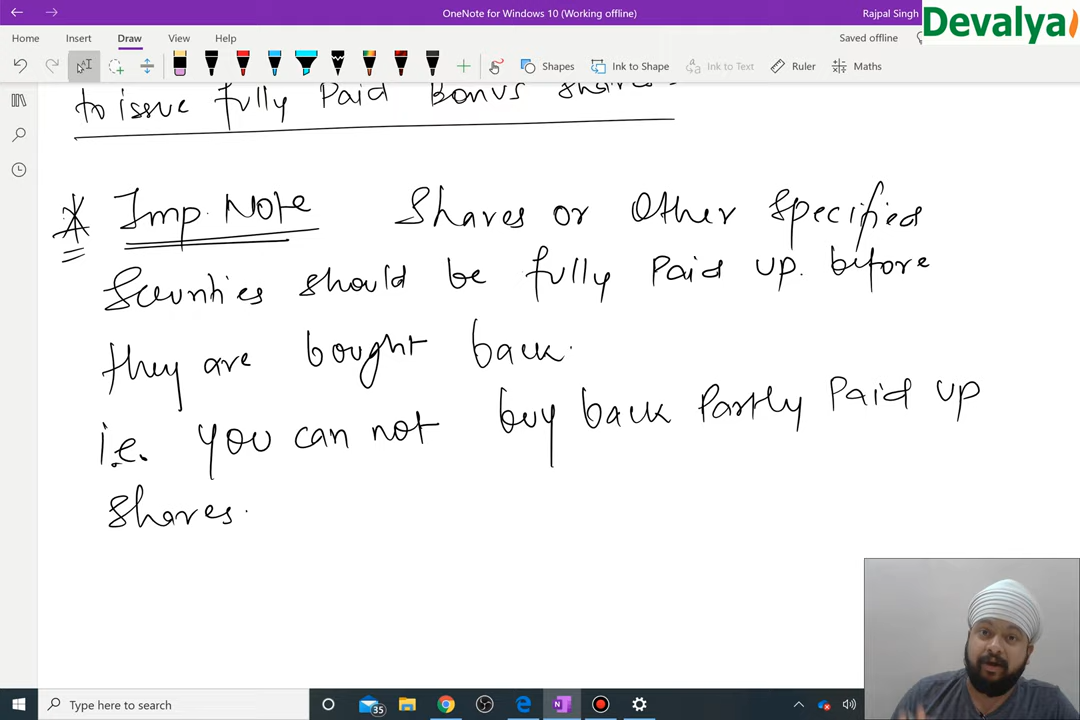 OneNote for Windows 10 (Working offline)
Rajpal Singh
Devalya
Home Insert Draw View Help
Saved offline
Shapes Ink to Shape Ink to Text Ruler Maths
to issue fully Paid Bonus shares
Imp. Note Shares or Other specified
Securities should be fully Paid up. before
they are bought back.
i.e. you can not buy back Partly Paid up
shares.
Type here to search
35